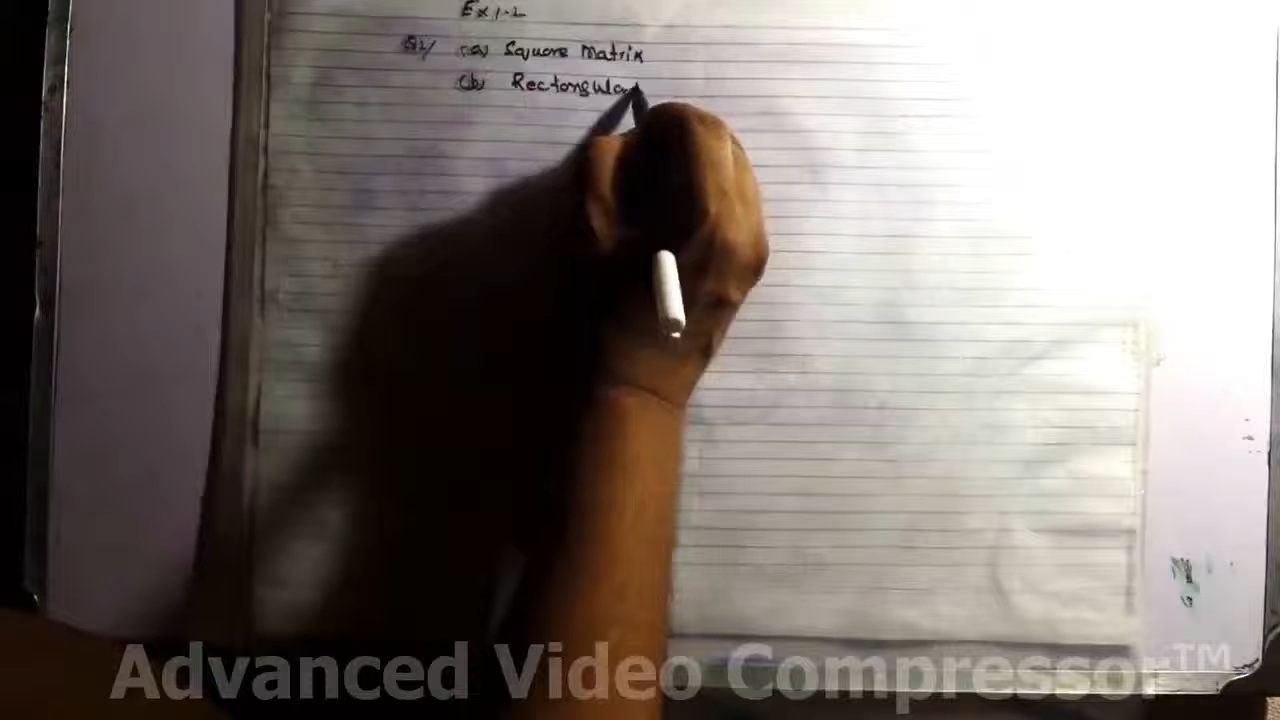 Ex 1.2
Q1/ (a) Square Matrix
(b) Rectangular
Advanced Video Compressor™